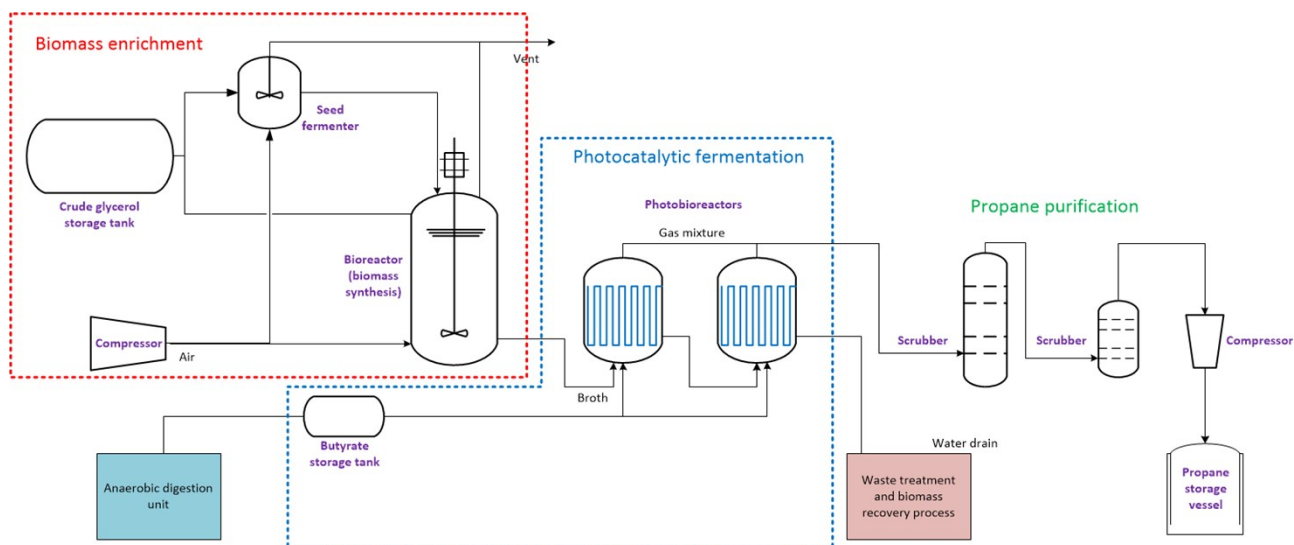 Biomass enrichment
Vent
Seed
fermenter
Crude glycerol
storage tank
Bioreactor
(biomass
synthesis)
Compressor
Air
Photocatalytic fermentation
Photobioreactors
Gas mixture
Broth
Butyrate
storage tank
Anaerobic digestion
unit
Propane purification
Scrubber
Scrubber
Compressor
Water drain
Waste treatment
and biomass
recovery process
Propane
storage
vessel